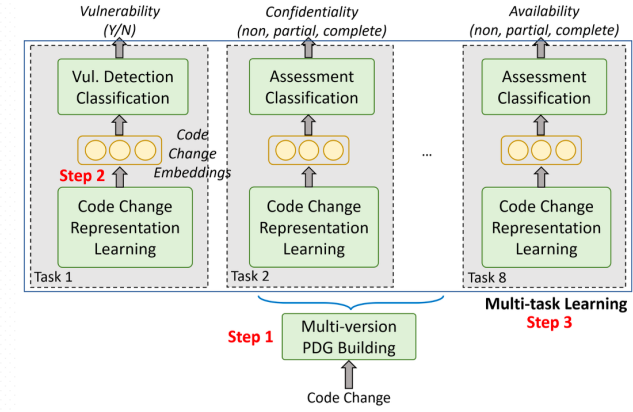 Vulnerability
(Y/N)
Confidentiality
(non, partial, complete)
Availability
(non, partial, complete)
Vul. Detection
Classification
Assessment
Classification
Assessment
Classification
Code
Change
Embeddings
Step 2
...
Code Change
Representation
Learning
Code Change
Representation
Learning
Code Change
Representation
Learning
Task 1
Task 2
Task 8
Multi-task Learning
Step 3
Step 1
Multi-version
PDG Building
Code Change